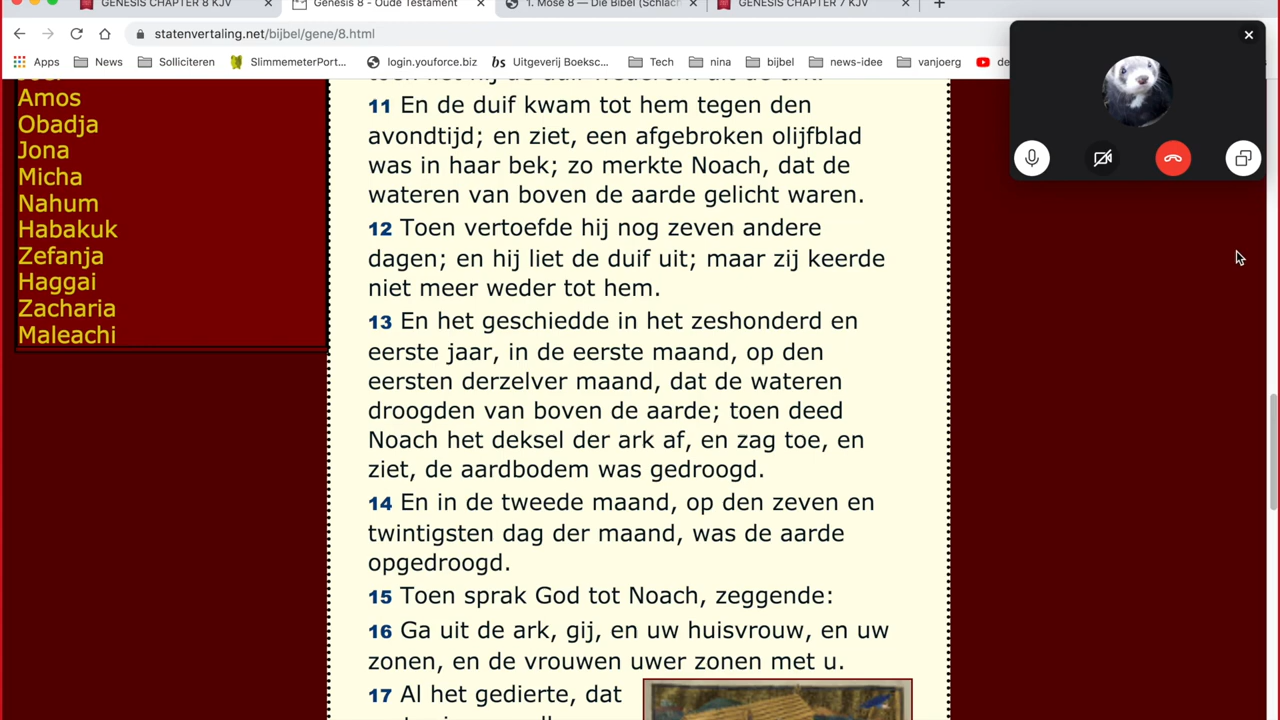 GENESIS CHAPTER 8 KJV
Genesis 8 - Oude Testament
1. Mose 8 — Die Bibel (Schlach
GENESIS CHAPTER 7 KJV
statenvertaling.net/bijbel/gene/8.html
Apps
News
Solliciteren
SlimmemeterPort...
login.youforce.biz
bs Uitgeverij Boeksc...
Tech
nina
bijbel
news-idee
vanjoerg
de
Amos
Obadja
Jona
Micha
Nahum
Habakuk
Zefanja
Haggai
Zacharia
Maleachi
11 En de duif kwam tot hem tegen den
avondtijd; en ziet, een afgebroken olijfblad
was in haar bek; zo merkte Noach, dat de
wateren van boven de aarde gelicht waren.
12 Toen vertoefde hij nog zeven andere
dagen; en hij liet de duif uit; maar zij keerde
niet meer weder tot hem.
13 En het geschiedde in het zeshonderd en
eerste jaar, in de eerste maand, op den
eersten derzelver maand, dat de wateren
droogden van boven de aarde; toen deed
Noach het deksel der ark af, en zag toe, en
ziet, de aardbodem was gedroogd.
14 En in de tweede maand, op den zeven en
twintigsten dag der maand, was de aarde
opgedroogd.
15 Toen sprak God tot Noach, zeggende:
16 Ga uit de ark, gij, en uw huisvrouw, en uw
zonen, en de vrouwen uwer zonen met u.
17 Al het gedierte, dat